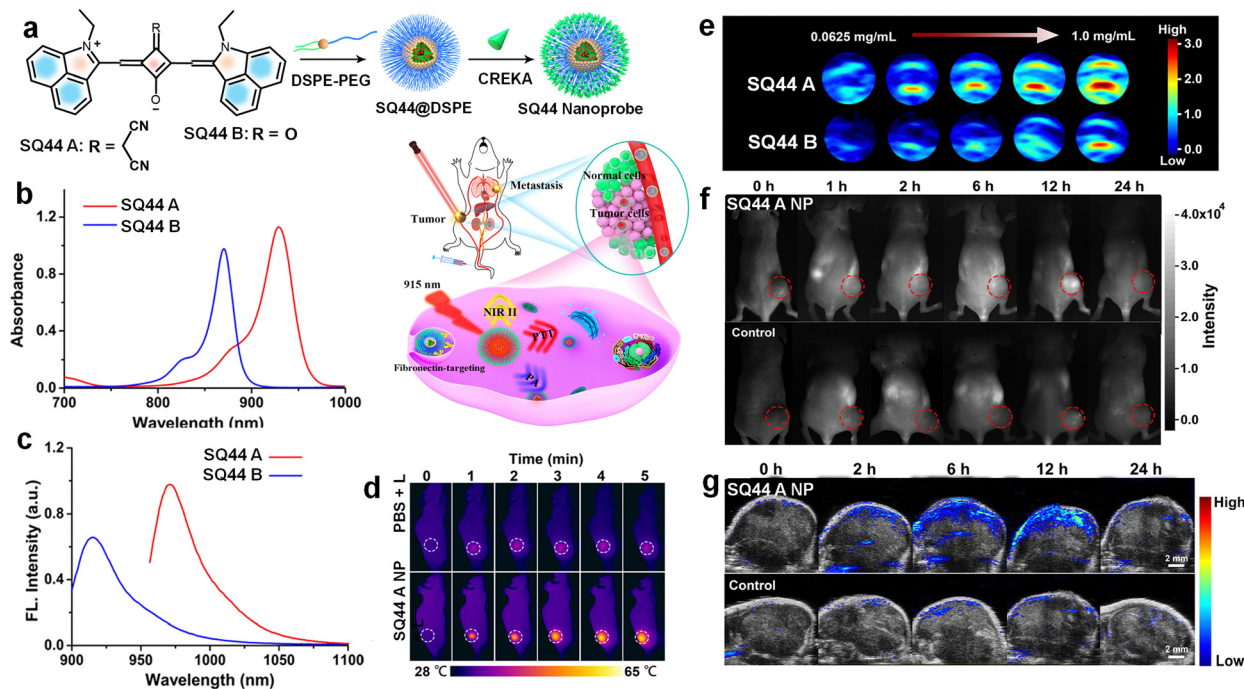 a
N
+
R
N
O
-
DSPE-PEG
CREKA
SQ44@DSPE
SQ44 Nanoprobe
SQ44 A: R =
CN
CN
SQ44 B: R = O
Metastasis
Normal cells
Tumor cells
Tumor
915 nm
NIR II
PTT
PA
Fibronectin-targeting
b
SQ44 A
SQ44 B
Absorbance
1.2
0.8
0.4
0.0
700 800 900 1000
Wavelength (nm)
c
SQ44 A
SQ44 B
FL. Intensity (a.u.)
1.2
0.8
0.4
0.0
900 950 1000 1050 1100
Wavelength (nm)
d
Time (min)
0 1 2 3 4 5
PBS + L
SQ44 A NP
28 ℃ 65 ℃
e
0.0625 mg/mL 1.0 mg/mL
SQ44 A
SQ44 B
High
3.0
2.0
1.0
0.0
Low
f
0 h 1 h 2 h 6 h 12 h 24 h
SQ44 A NP
Control
-4.0x10⁴
-3.0
-2.0
-1.0
-0.0
Intensity
g
0 h 2 h 6 h 12 h 24 h
SQ44 A NP
2 mm
Control
2 mm
High
Low